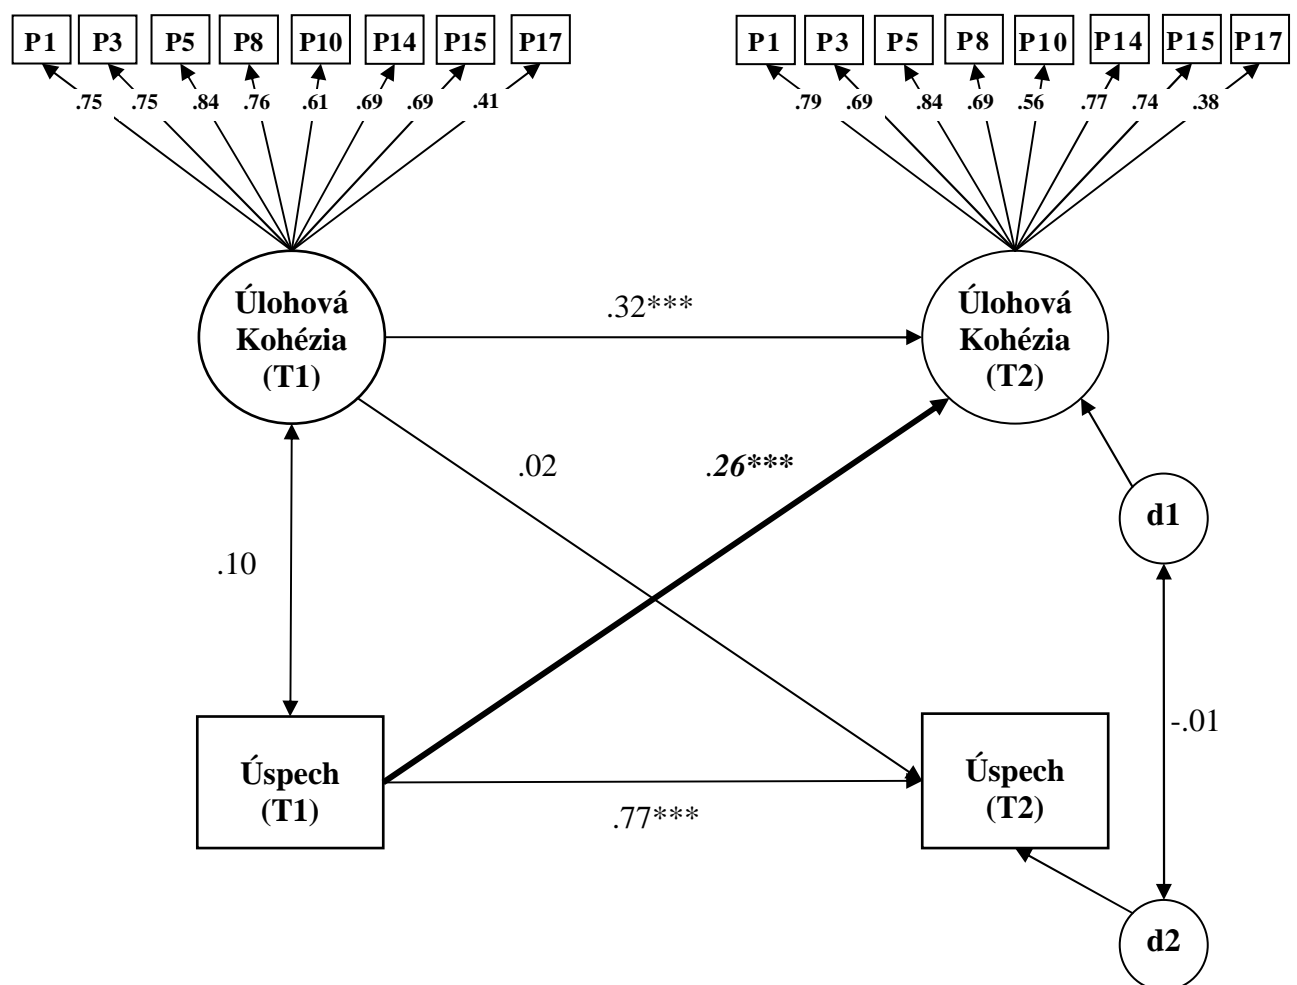 P1 P3 P5 P8 P10 P14 P15 P17 P1 P3 P5 P8 P10 P14 P15 P17
.75 .75 .84 .76 .61 .69 .69 .41 .79 .69 .84 .69 .56 .77 .74 .38
Úlohová
Kohézia
(T1)
.32***
Úlohová
Kohézia
(T2)
.02
.26***
d1
.10
-.01
Úspech
(T1)
.77***
Úspech
(T2)
d2